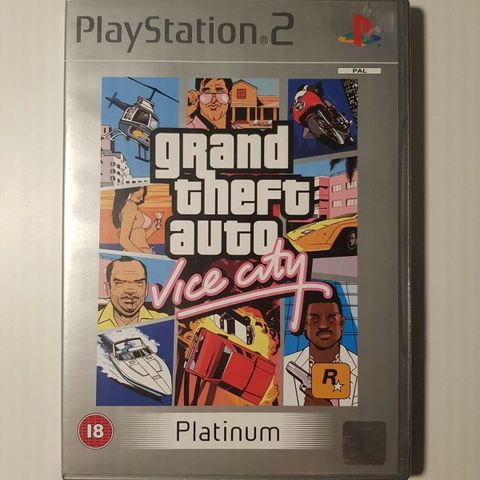 PlayStation®2
PAL
grand
theft
auto
Vice City
R
18
Platinum